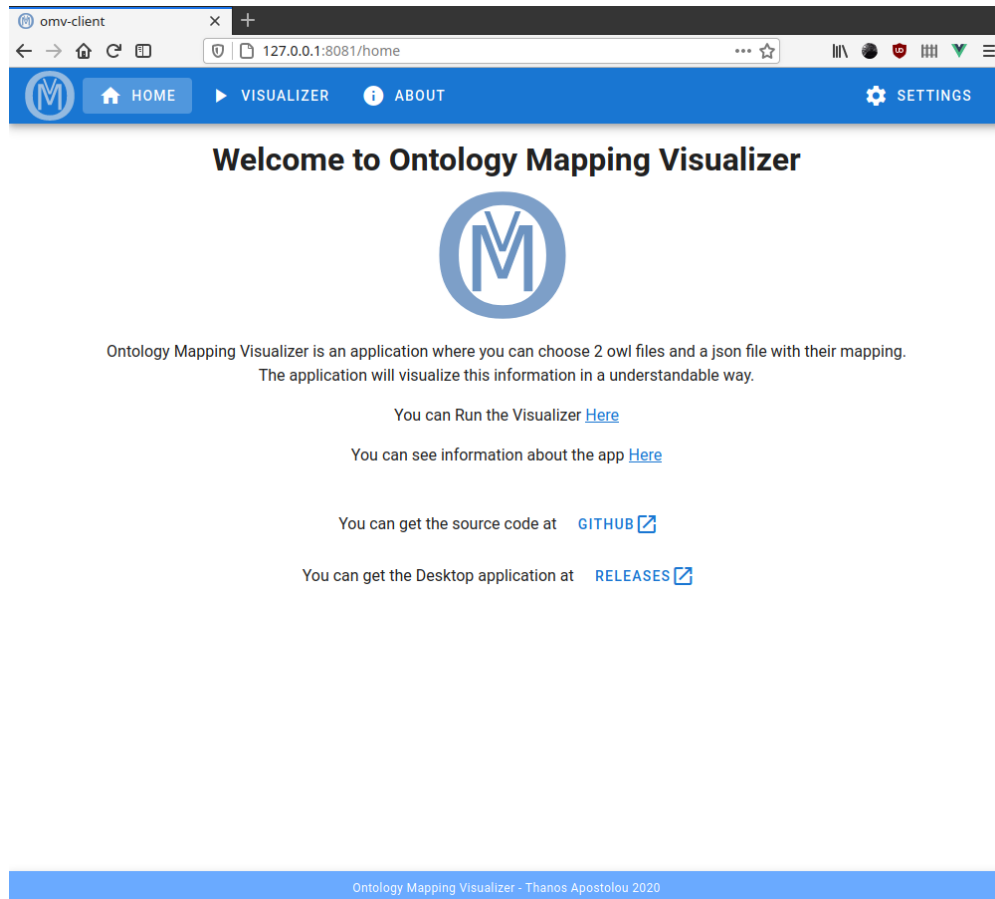 omv-client
127.0.0.1:8081/home
HOME VISUALIZER ABOUT SETTINGS
Welcome to Ontology Mapping Visualizer
OMV
Ontology Mapping Visualizer is an application where you can choose 2 owl files and a json file with their mapping.
The application will visualize this information in a understandable way.
You can Run the Visualizer Here
You can see information about the app Here
You can get the source code at GITHUB
You can get the Desktop application at RELEASES
Ontology Mapping Visualizer - Thanos Apostolou 2020